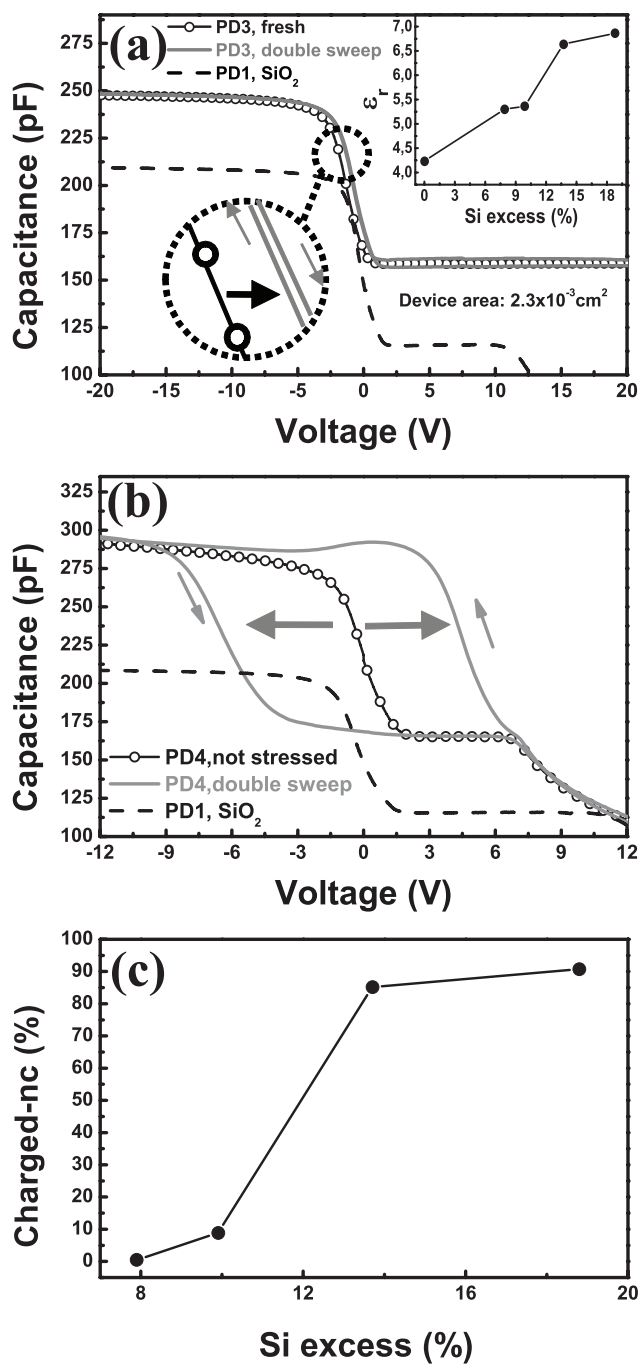 (a)
PD3, fresh
PD3, double sweep
PD1, SiO₂
Capacitance (pF)
275
250
225
200
175
150
125
100
-20 -15 -10 -5 0 5 10 15 20
Voltage (V)
Device area: 2.3x10⁻³cm²
εr
7,0
6,5
6,0
5,5
5,0
4,5
4,0
0 3 6 9 12 15 18
Si excess (%)
(b)
Capacitance (pF)
325
300
275
250
225
200
175
150
125
100
PD4,not stressed
PD4,double sweep
PD1, SiO₂
-12 -9 -6 -3 0 3 6 9 12
Voltage (V)
(c)
Charged-nc (%)
100
90
80
70
60
50
40
30
20
10
0
8 12 16 20
Si excess (%)